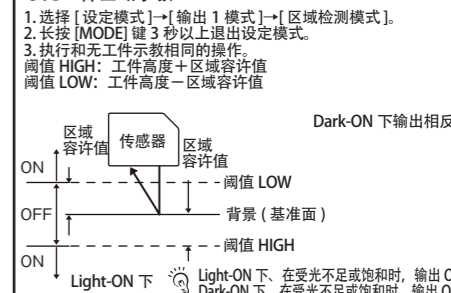 1. 选择 [ 设定模式 ]→[ 输出 1 模式 ]→[ 区域检测模式 ]。
2. 长按 [MODE] 键 3 秒以上退出设定模式。
3. 执行和无工件示教相同的操作。
阈值 HIGH：工件高度＋区域容许值
阈值 LOW：工件高度－区域容许值
Dark-ON 下输出相反
区域
容许值
传感器
区域
容许值
ON
阈值 LOW
OFF
背景 ( 基准面 )
阈值 HIGH
ON
Light-ON 下
Light-ON 下、在受光不足或饱和时，输出 O
Dark-ON 下、在受光不足或饱和时，输出 O